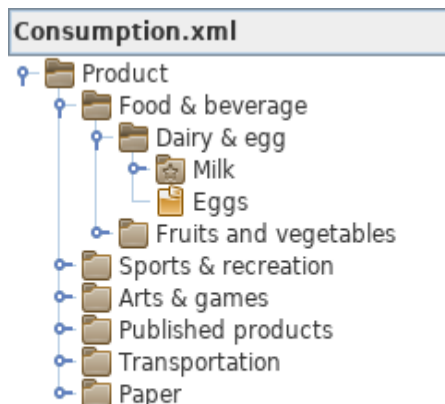 Consumption.xml
Product
Food & beverage
Dairy & egg
Milk
Eggs
Fruits and vegetables
Sports & recreation
Arts & games
Published products
Transportation
Paper